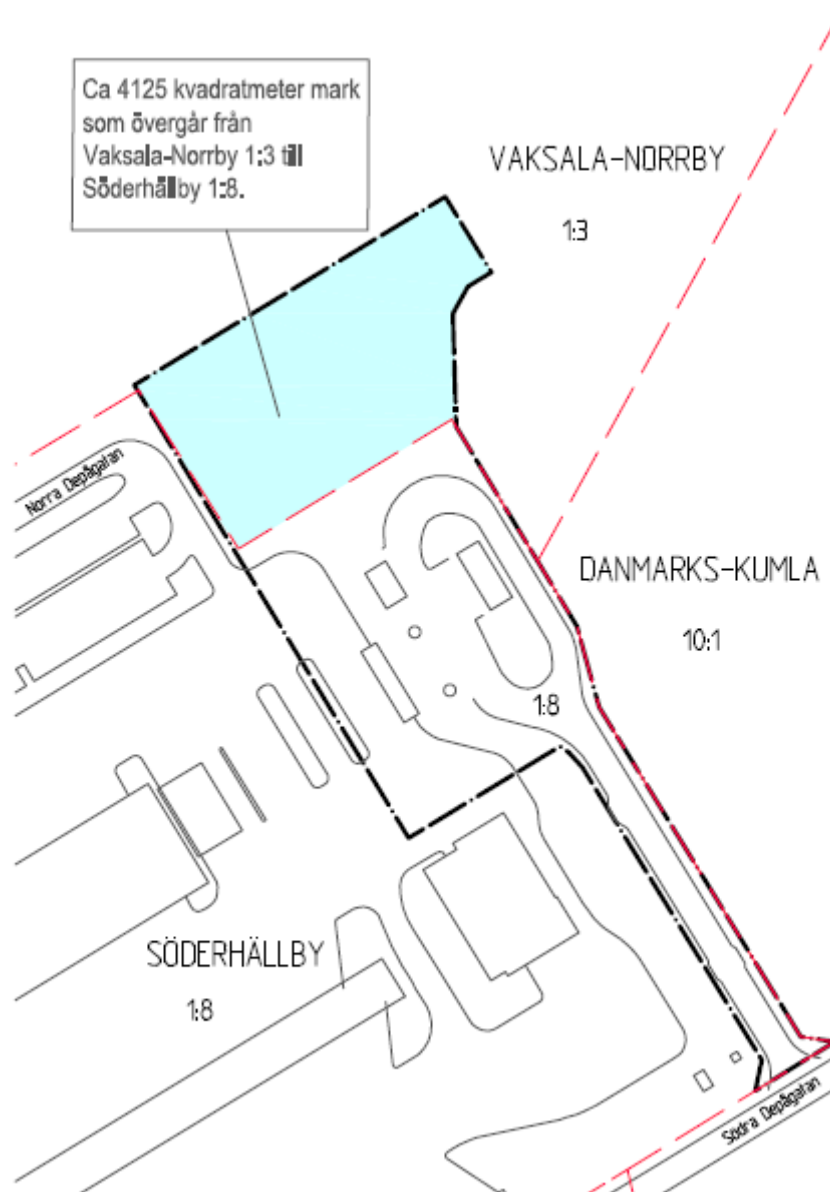 Ca 4125 kvadratmeter mark
som övergår från
Vaksala-Norrby 1:3 till
Söderhällby 1:8.
VAKSALA-NORRBY
1:3
Norra Depågatan
DANMARKS-KUMLA
10:1
1:8
SÖDERHÄLLBY
1:8
Södra Depågatan